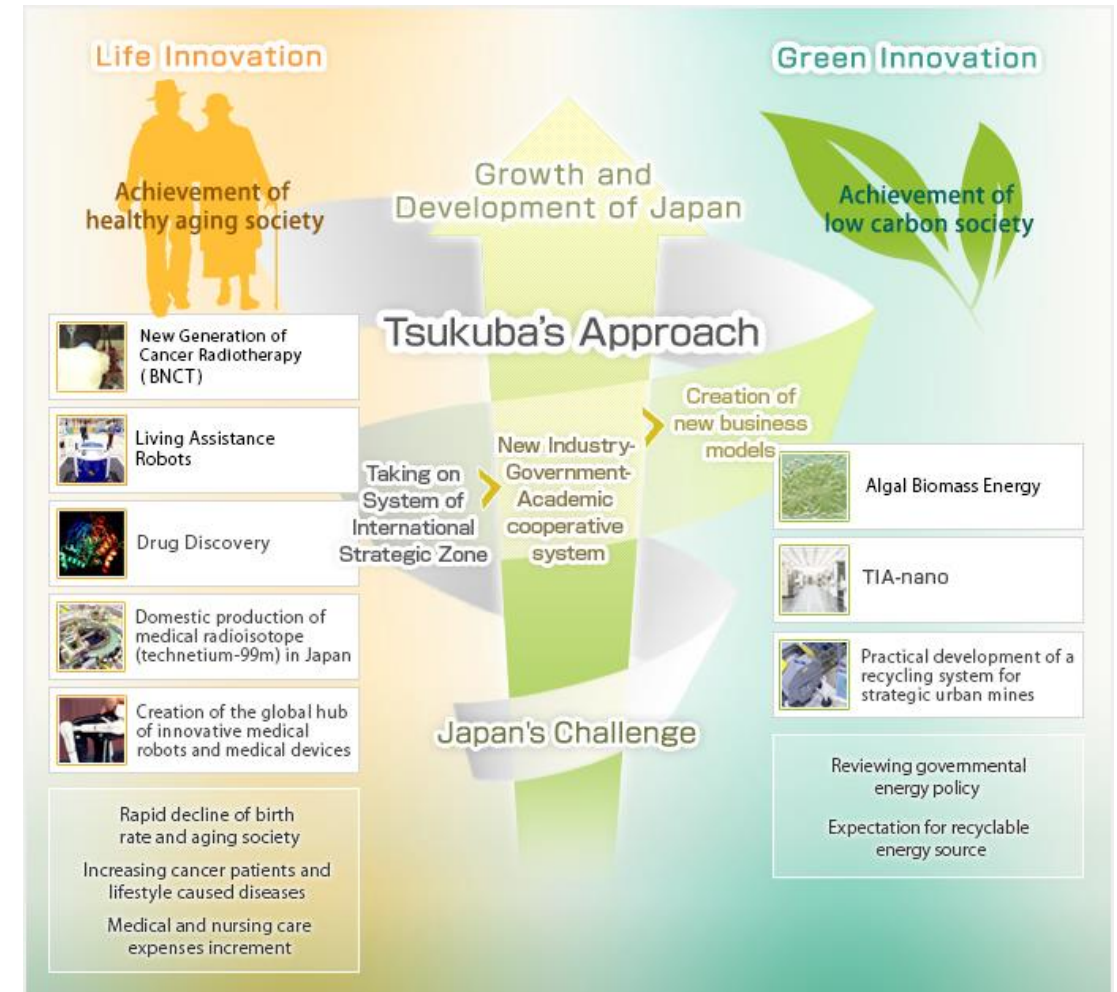 Life Innovation
Achievement of
healthy aging society
New Generation of
Cancer Radiotherapy
( BNCT)
Living Assistance
Robots
Drug Discovery
Domestic production of
medical radioisotope
(technetium-99m) in Japan
Creation of the global hub
of innovative medical
robots and medical devices
Rapid decline of birth
rate and aging society
Increasing cancer patients and
lifestyle caused diseases
Medical and nursing care
expenses increment
Growth and
Development of Japan
Tsukuba's Approach
Taking on
System of
International
Strategic Zone
New Industry-
Government-
Academic
cooperative
system
Creation of
new business
models
Japan's Challenge
Green Innovation
Achievement of
low carbon society
Algal Biomass Energy
TIA-nano
Practical development of a
recycling system for
strategic urban mines
Reviewing governmental
energy policy
Expectation for recyclable
energy source